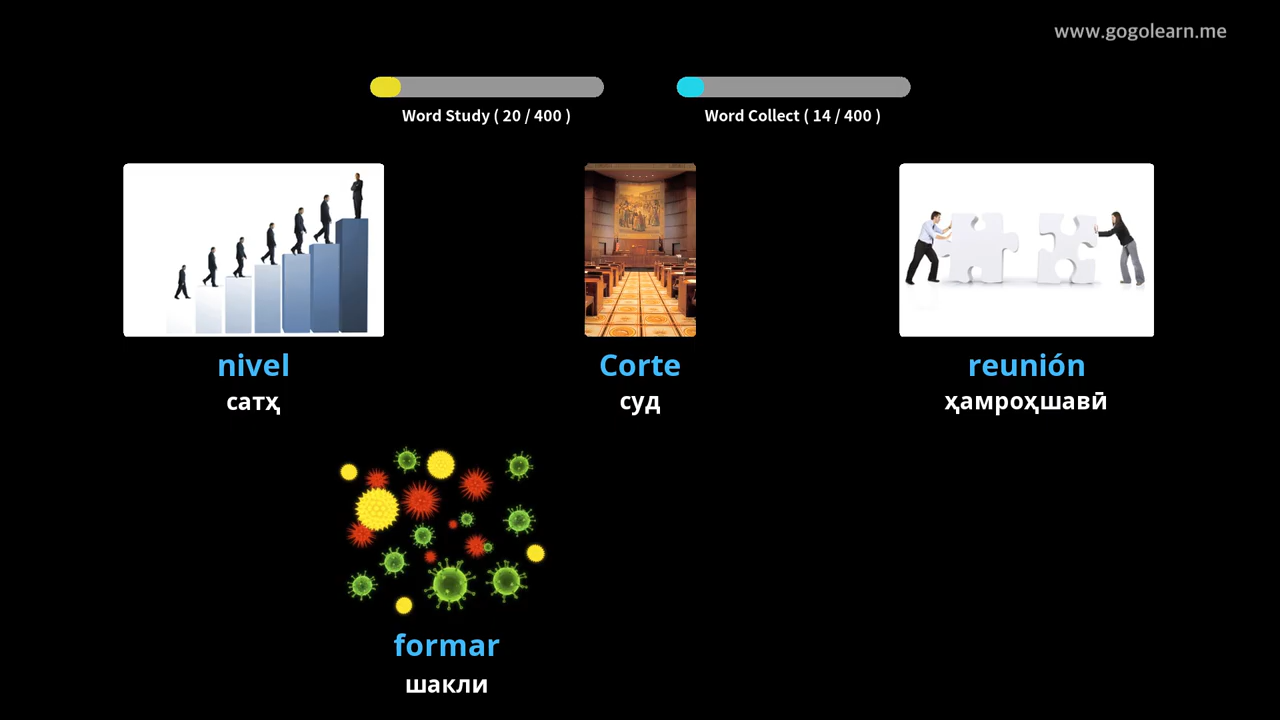 www.gogolearn.me
Word Study ( 20 / 400 )
Word Collect ( 14 / 400 )
nivel
сатҳ
Corte
суд
reunión
ҳамроҳшавӣ
formar
шакли